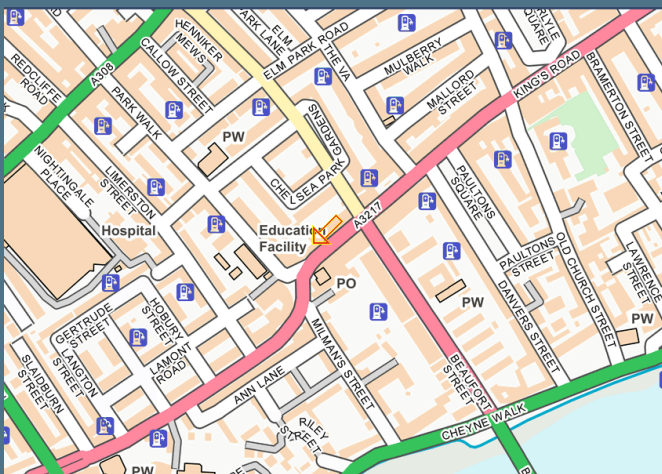 HENNIKER
MEWS
PARK LANE
ELM
ELM PARK ROAD
THE VA
CARLYLE
SQUARE
CALLOW STREET
A308
REDCLIFFE
ROAD
MULBERRY
WALK
MALLORD
STREET
KING'S ROAD
BRAMERTON STREET
PARK WALK
PW
GARDENS
CHELSEA PARK
NIGHTINGALE
PLACE
LIMERSTON
STREET
PAULTONS
SQUARE
Hospital
Education
Facility
A3217
PAULTONS
STREET
OLD CHURCH STREET
LAWRENCE
STREET
PO
PW
DANVERS STREET
PW
GERTRUDE
STREET
HOBURY
STREET
LANGTON
STREET
LAMONT
ROAD
SLAIDBURN
STREET
ANN LANE
MILMAN'S STREET
BEAUFORT
STREET
RILEY
STREET
CHEYNE WALK
PW